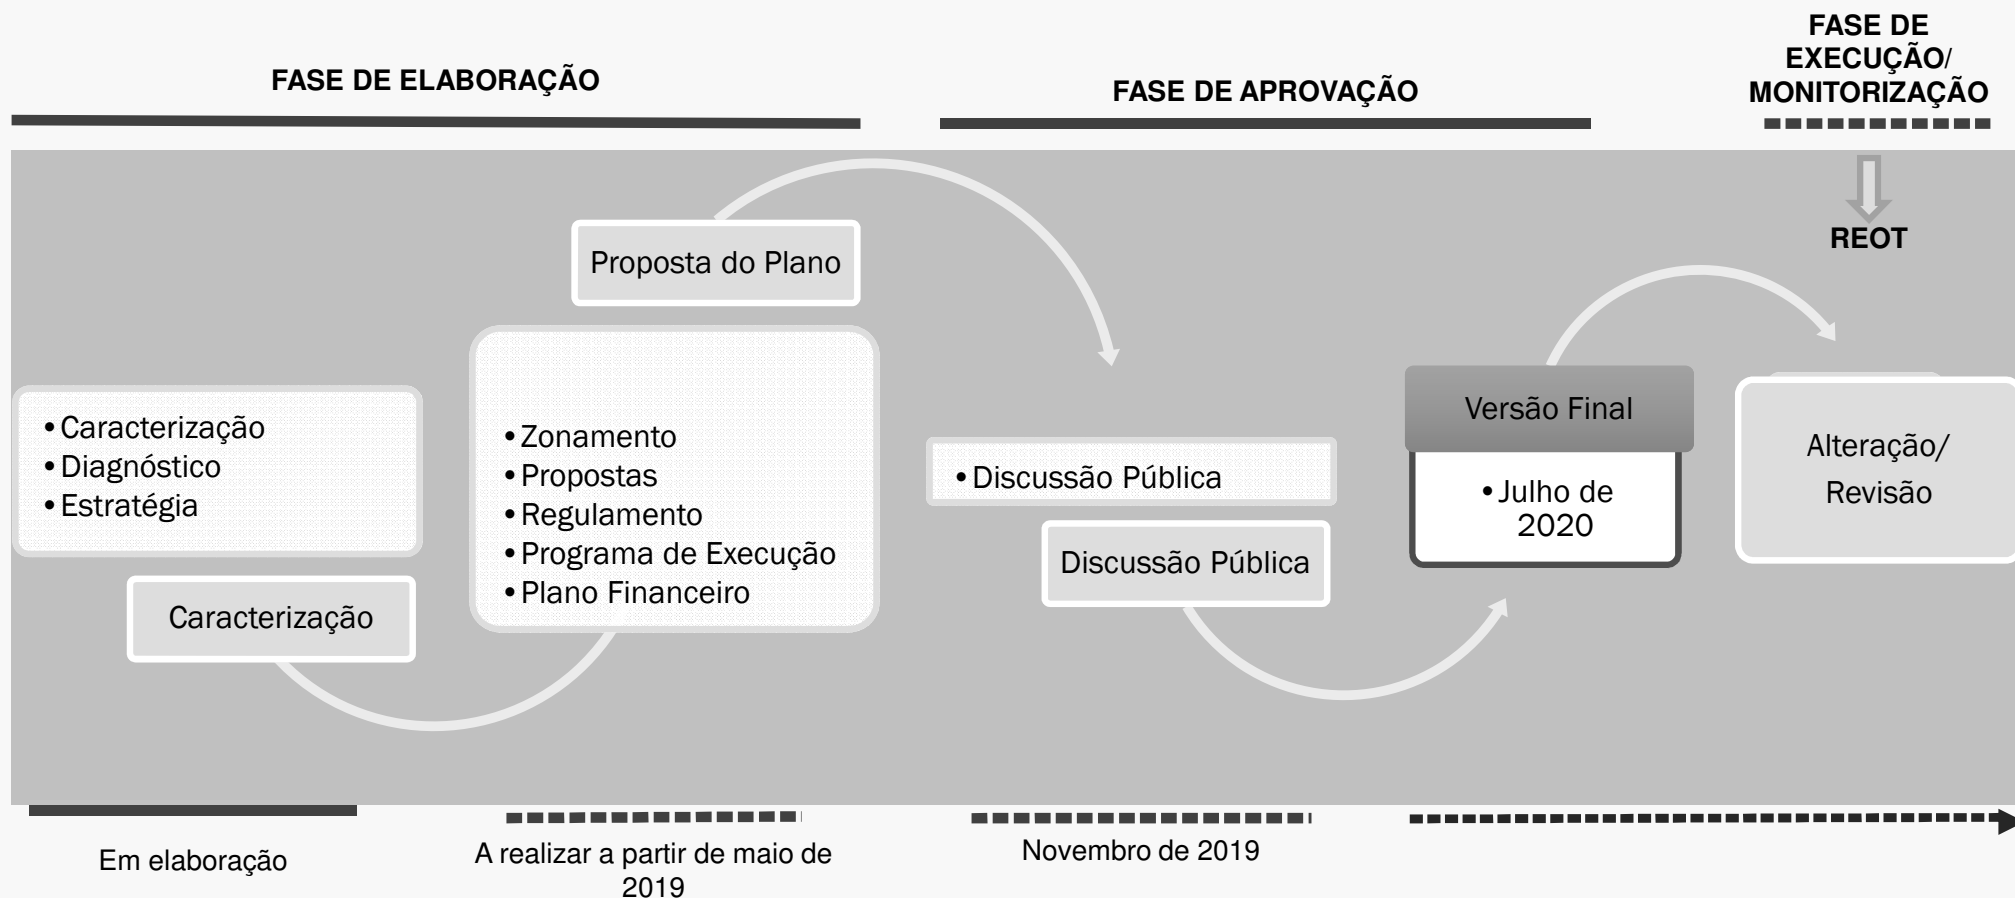 FASE DE ELABORAÇÃO
FASE DE APROVAÇÃO
FASE DE
EXECUÇÃO/
MONITORIZAÇÃO
REOT
•Caracterização
•Diagnóstico
•Estratégia
Caracterização
Proposta do Plano
•Zonamento
•Propostas
•Regulamento
•Programa de Execução
•Plano Financeiro
•Discussão Pública
Discussão Pública
Versão Final
•Julho de
2020
Alteração/
Revisão
Em elaboração
A realizar a partir de maio de
2019
Novembro de 2019